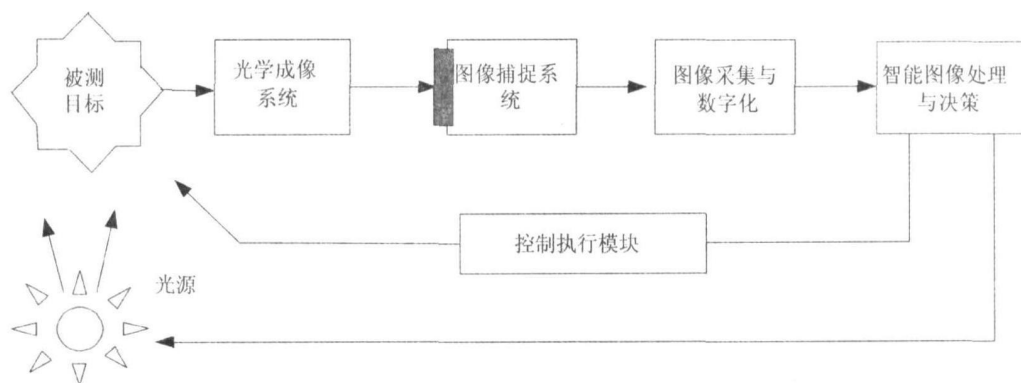 被测
目标
光学成像
系统
图像捕捉系
统
图像采集与
数字化
智能图像处理
与决策
控制执行模块
光源